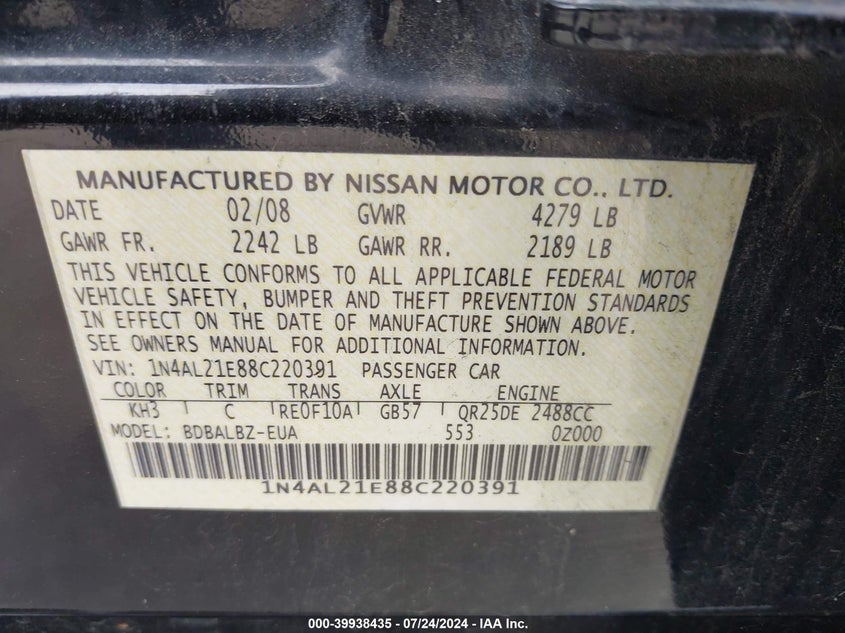 MANUFACTURED BY NISSAN MOTOR CO., LTD.
DATE 02/08 GVWR 4279 LB
GAWR FR. 2242 LB GAWR RR. 2189 LB
THIS VEHICLE CONFORMS TO ALL APPLICABLE FEDERAL MOTOR
VEHICLE SAFETY, BUMPER AND THEFT PREVENTION STANDARDS
IN EFFECT ON THE DATE OF MANUFACTURE SHOWN ABOVE.
SEE OWNERS MANUAL FOR ADDITIONAL INFORMATION.
VIN: 1N4AL21E88C220391 PASSENGER CAR
COLOR TRIM TRANS AXLE ENGINE
KH3 C RE0F10A GB57 QR25DE 2488CC
MODEL: BDBALBZ-EUA 553 0Z000
1N4AL21E88C220391
000-39938435 - 07/24/2024 - IAA Inc.